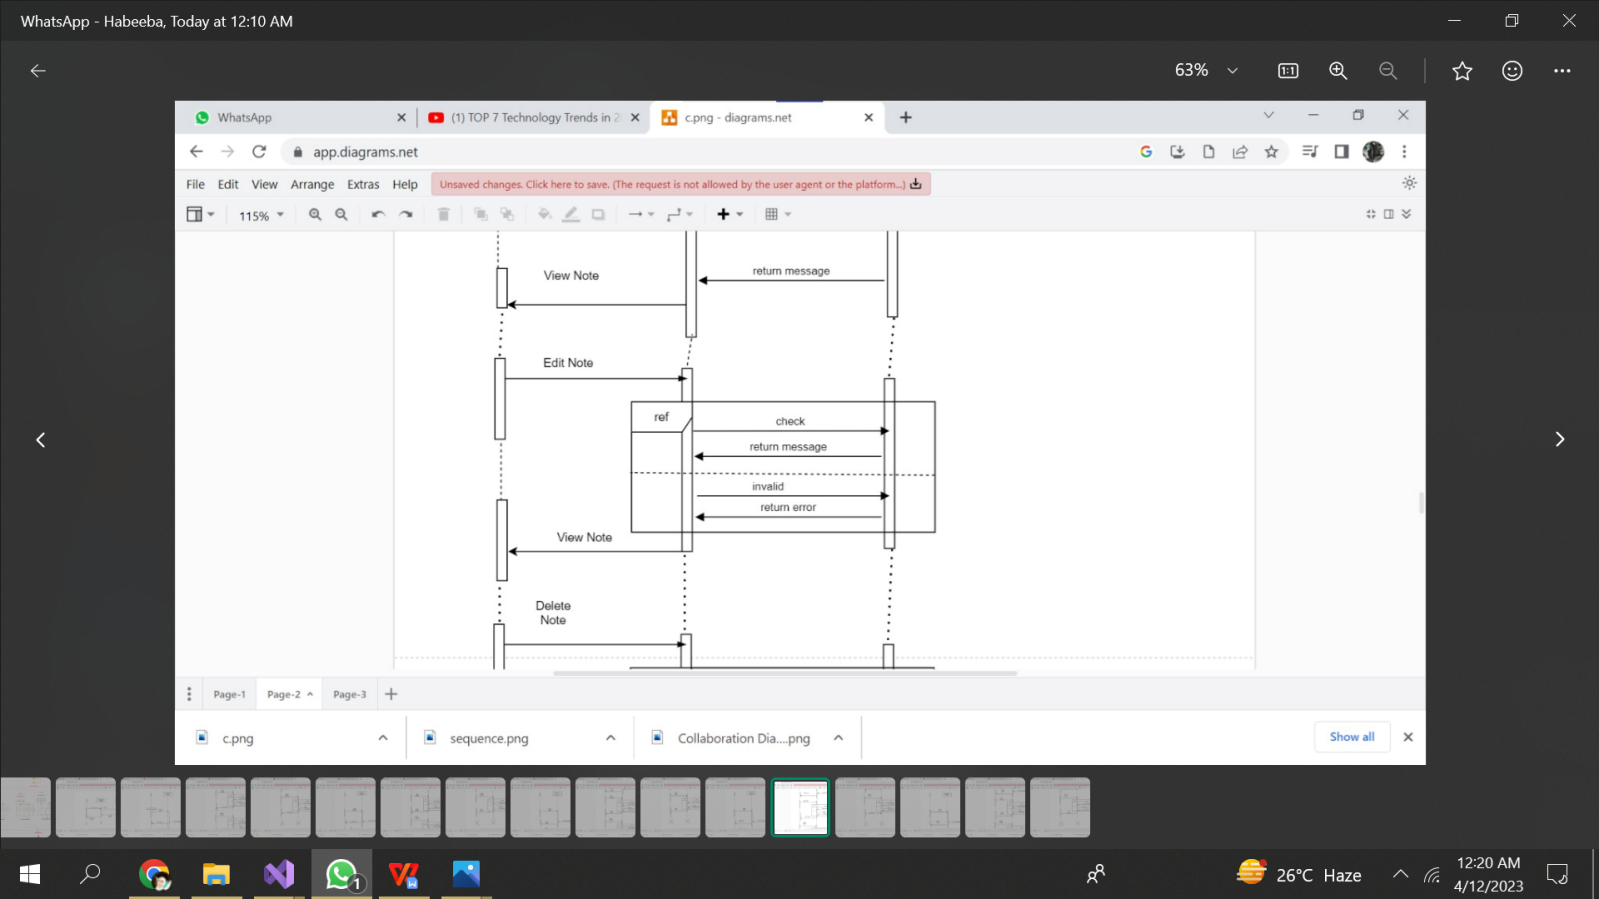 WhatsApp - Habeeba, Today at 12:10 AM
63%
1:1
WhatsApp
(1) TOP 7 Technology Trends in 2
c.png - diagrams.net
app.diagrams.net
File Edit View Arrange Extras Help
Unsaved changes. Click here to save. (The request is not allowed by the user agent or the platform...)
115%
View Note
return message
Edit Note
ref
check
return message
invalid
return error
View Note
Delete
Note
Page-1 Page-2 Page-3
c.png
sequence.png
Collaboration Dia....png
Show all
1
26°C Haze
12:20 AM
4/12/2023